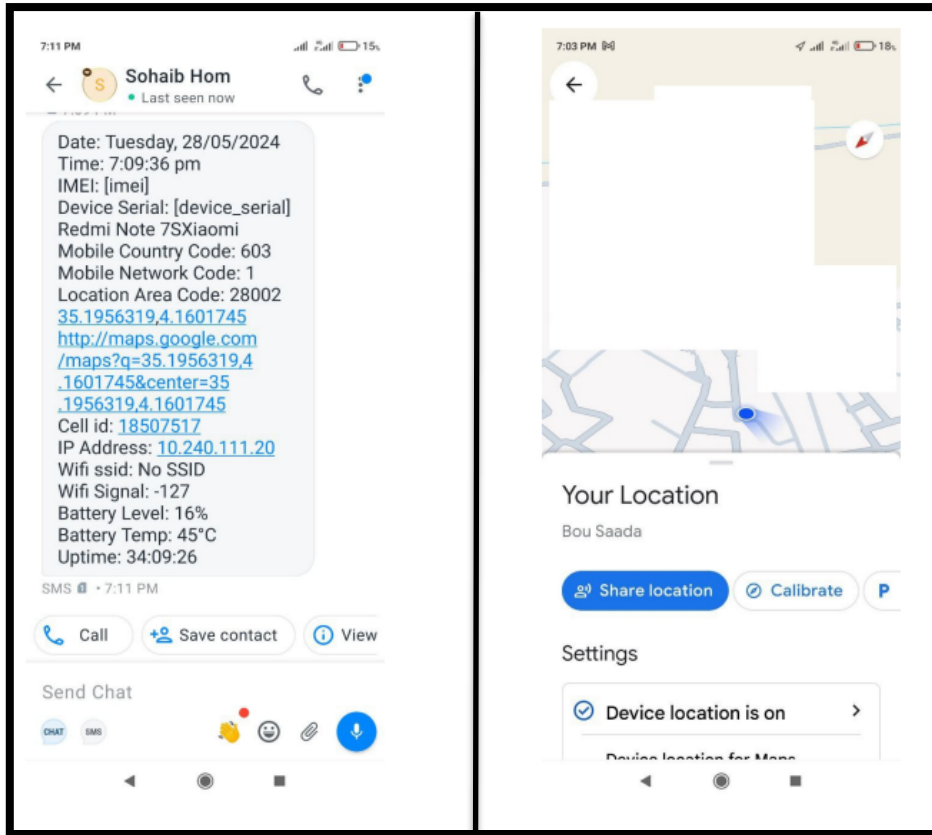 7:11 PM
15%
S
Sohaib Hom
Last seen now
Date: Tuesday, 28/05/2024
Time: 7:09:36 pm
IMEI: [imei]
Device Serial: [device_serial]
Redmi Note 7SXiaomi
Mobile Country Code: 603
Mobile Network Code: 1
Location Area Code: 28002
35.1956319,4.1601745
http://maps.google.com
/maps?q=35.1956319,4
.1601745&center=35
.1956319,4.1601745
Cell id: 18507517
IP Address: 10.240.111.20
Wifi ssid: No SSID
Wifi Signal: -127
Battery Level: 16%
Battery Temp: 45°C
Uptime: 34:09:26
SMS • 7:11 PM
Call
Save contact
View
Send Chat
CHAT
SMS
7:03 PM
18%
Your Location
Bou Saada
Share location
Calibrate
P
Settings
Device location is on
Device location for Maps